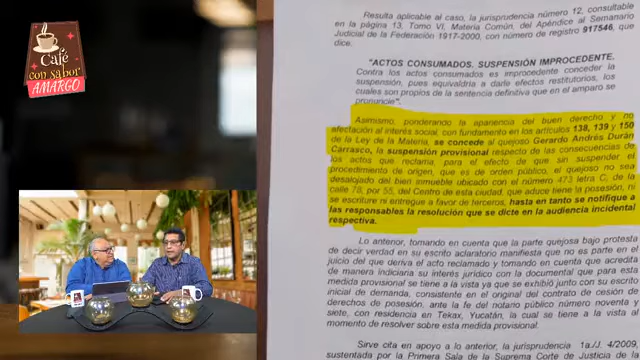 Café
con sabor
AMARGO
Resulta aplicable al caso, la jurisprudencia número 12, consultable
en la página 13, Tomo VI, Materia Común, del Apéndice al Semanario
Judicial de la Federación 1917-2000, con número de registro 917546, que
dice:
"ACTOS CONSUMADOS. SUSPENSIÓN IMPROCEDENTE.
Contra los actos consumados es improcedente conceder la
suspensión, pues equivaldría a darle efectos restitutorios, los
cuales son propios de la sentencia definitiva que en el amparo se
pronuncie".
Asimismo, ponderando la apariencia del buen derecho y no
afectación al interés social, con fundamento en los artículos 138, 139 y 150
de la Ley de la Materia, se concede al quejoso Gerardo Andrés Durán
Carrasco, la suspensión provisional respecto de las consecuencias de
los actos que reclama, para el efecto de que sin suspender el
procedimiento de origen, que es de orden público, el quejoso no sea
desalojado del bien inmueble ubicado con el número 473 letra C, de la
calle 78, por 55, del Centro de esta ciudad, que aduce tiene la posesión, ni
se escriture ni entregue a favor de terceros, hasta en tanto se notifique a
a las responsables la resolución que se dicte en la audiencia incidental
respectiva.
Lo anterior, tomando en cuenta que la parte quejosa bajo protesta
de decir verdad en su escrito aclaratorio manifiesta que no es parte en el
juicio del que deriva el acto reclamado y tomando en cuenta que acredita
de manera indiciaria su interés jurídico con la documental que para esta
medida provisional se tiene a la vista ya que se exhibió junto con su escrito
inicial de demanda, consistente en el original del contrato de cesión de
derechos de posesión, ante la fe del notario público número noventa y
siete, con residencia en Tekax, Yucatán, la cual se tiene a la vista al
momento de resolver sobre esta medida provisional.
Sirve cita en apoyo a lo anterior, la jurisprudencia 1a./J. 4/2009,
sustentada por la Primera Sala de la Suprema Corte de Justicia de la